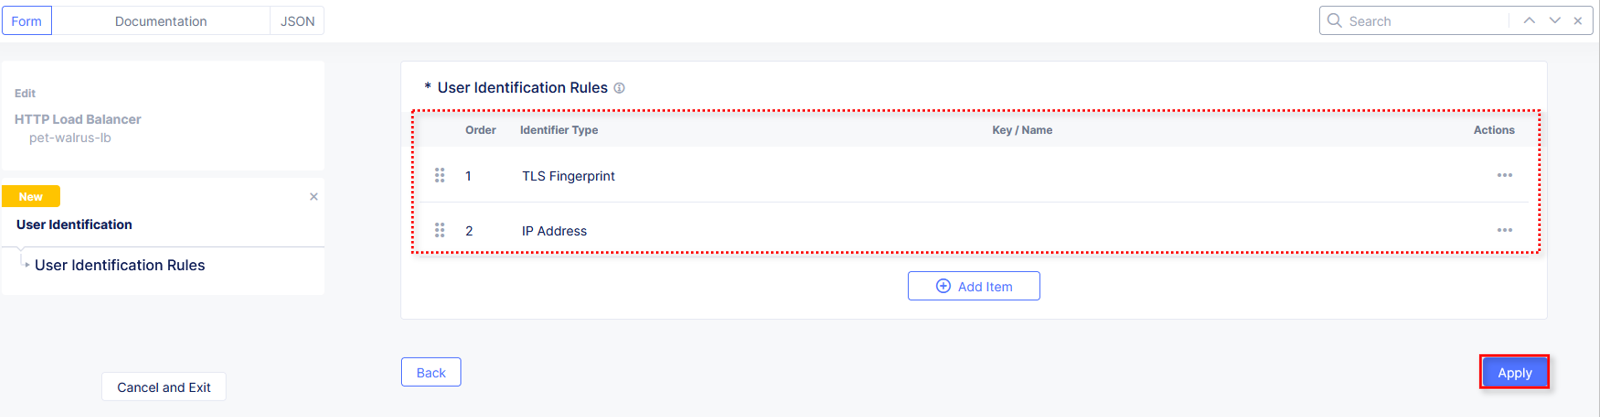 Form
Documentation
JSON
Search
Edit
HTTP Load Balancer
pet-walrus-lb
New
User Identification
User Identification Rules
* User Identification Rules
Order Identifier Type Key / Name Actions
1 TLS Fingerprint
2 IP Address
Add Item
Back
Apply
Cancel and Exit